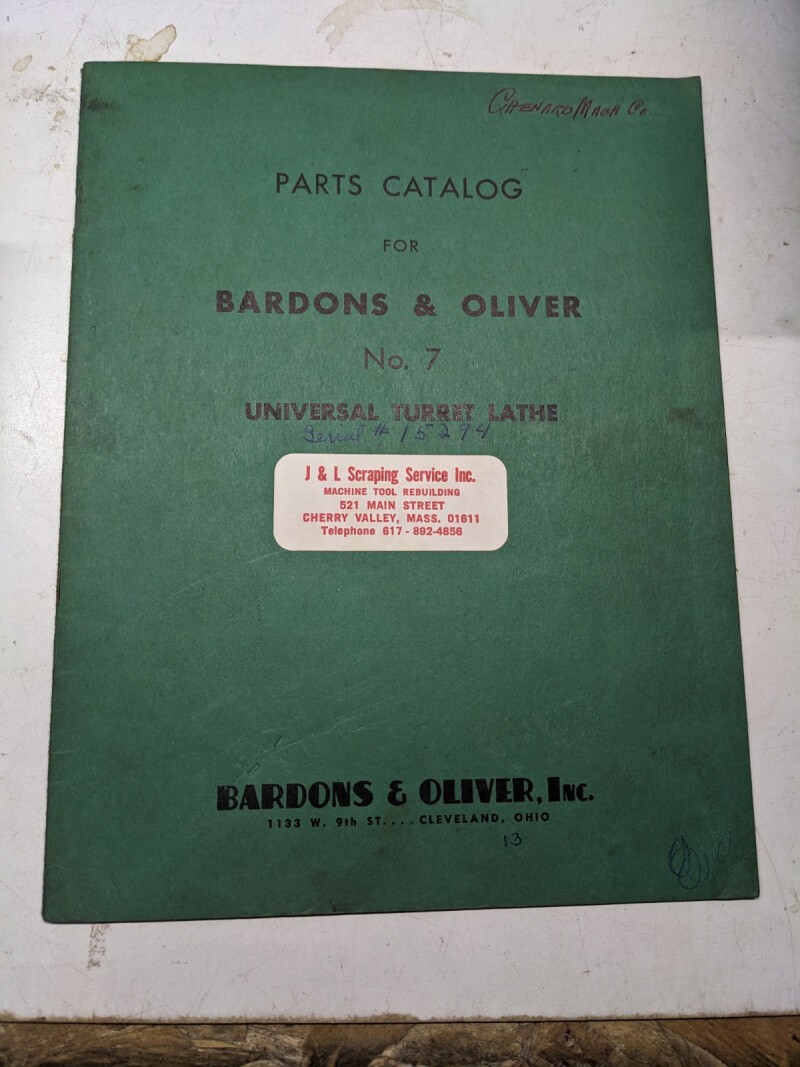 Chenard Mach Co
PARTS CATALOG
FOR
BARDONS & OLIVER
No. 7
UNIVERSAL TURRET LATHE
Serial # 15294
J & L Scraping Service Inc.
MACHINE TOOL REBUILDING
521 MAIN STREET
CHERRY VALLEY, MASS. 01611
Telephone 617 - 892-4856
BARDONS & OLIVER, INC.
1133 W. 9th ST.... CLEVELAND, OHIO
13